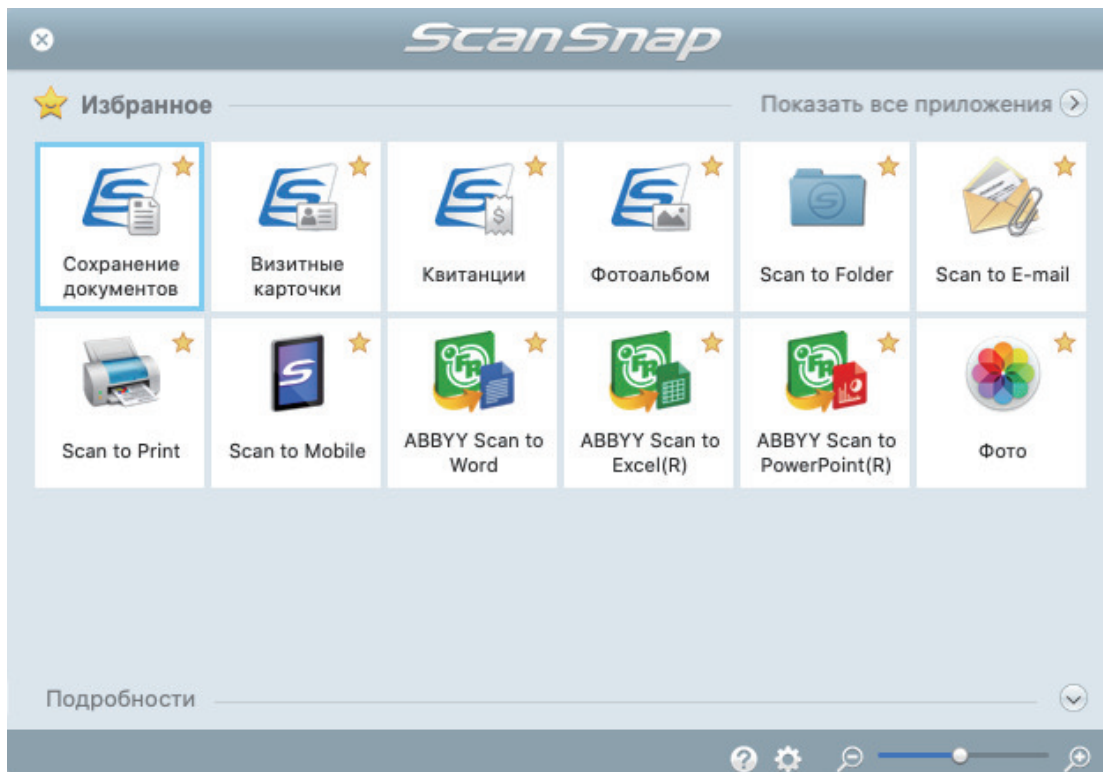 ScanSnap
Избранное
Показать все приложения
Сохранение
документов
Визитные
карточки
Квитанции
Фотоальбом
Scan to Folder
Scan to E-mail
Scan to Print
Scan to Mobile
ABBYY Scan to
Word
ABBYY Scan to
Excel(R)
ABBYY Scan to
PowerPoint(R)
Фото
Подробности